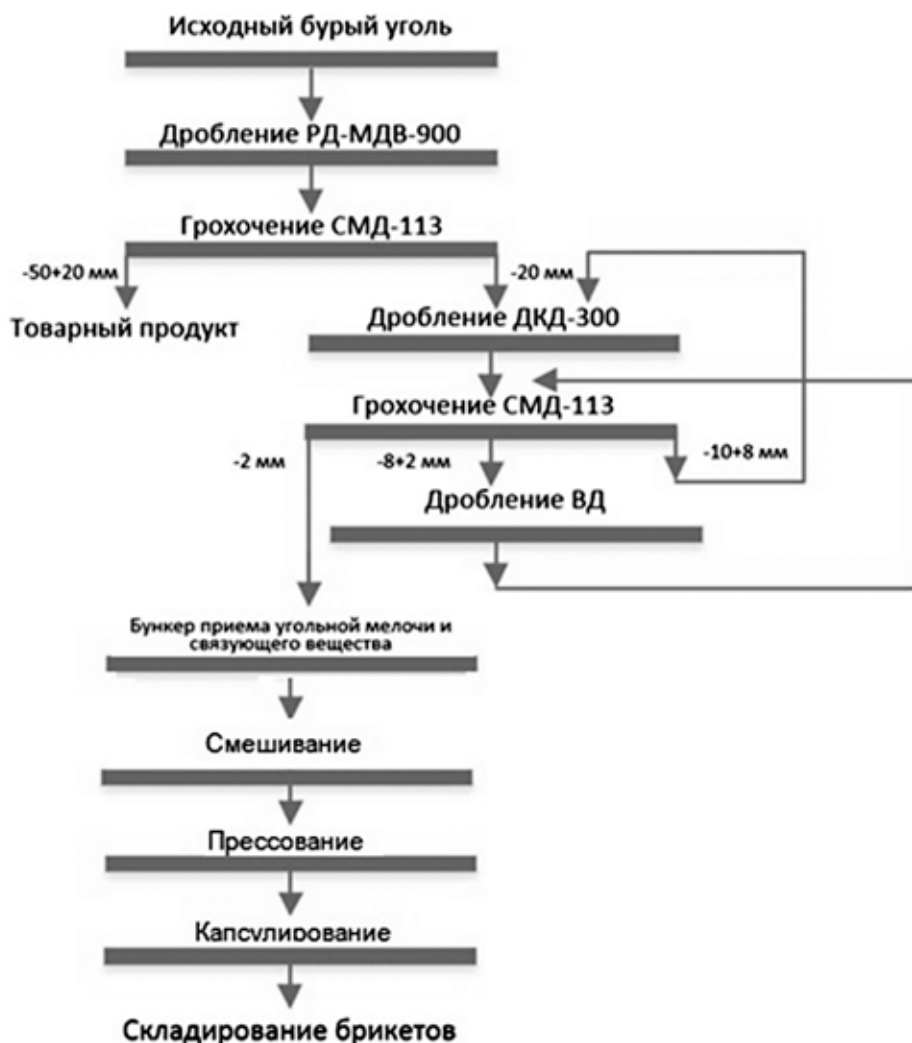 Исходный бурый уголь
Дробление РД-МДВ-900
Грохочение СМД-113
-50+20 мм
-20 мм
Товарный продукт
Дробление ДКД-300
Грохочение СМД-113
-2 мм
-8+2 мм
-10+8 мм
Дробление ВД
Бункер приема угольной мелочи и
связующего вещества
Смешивание
Прессование
Капсулирование
Складирование брикетов